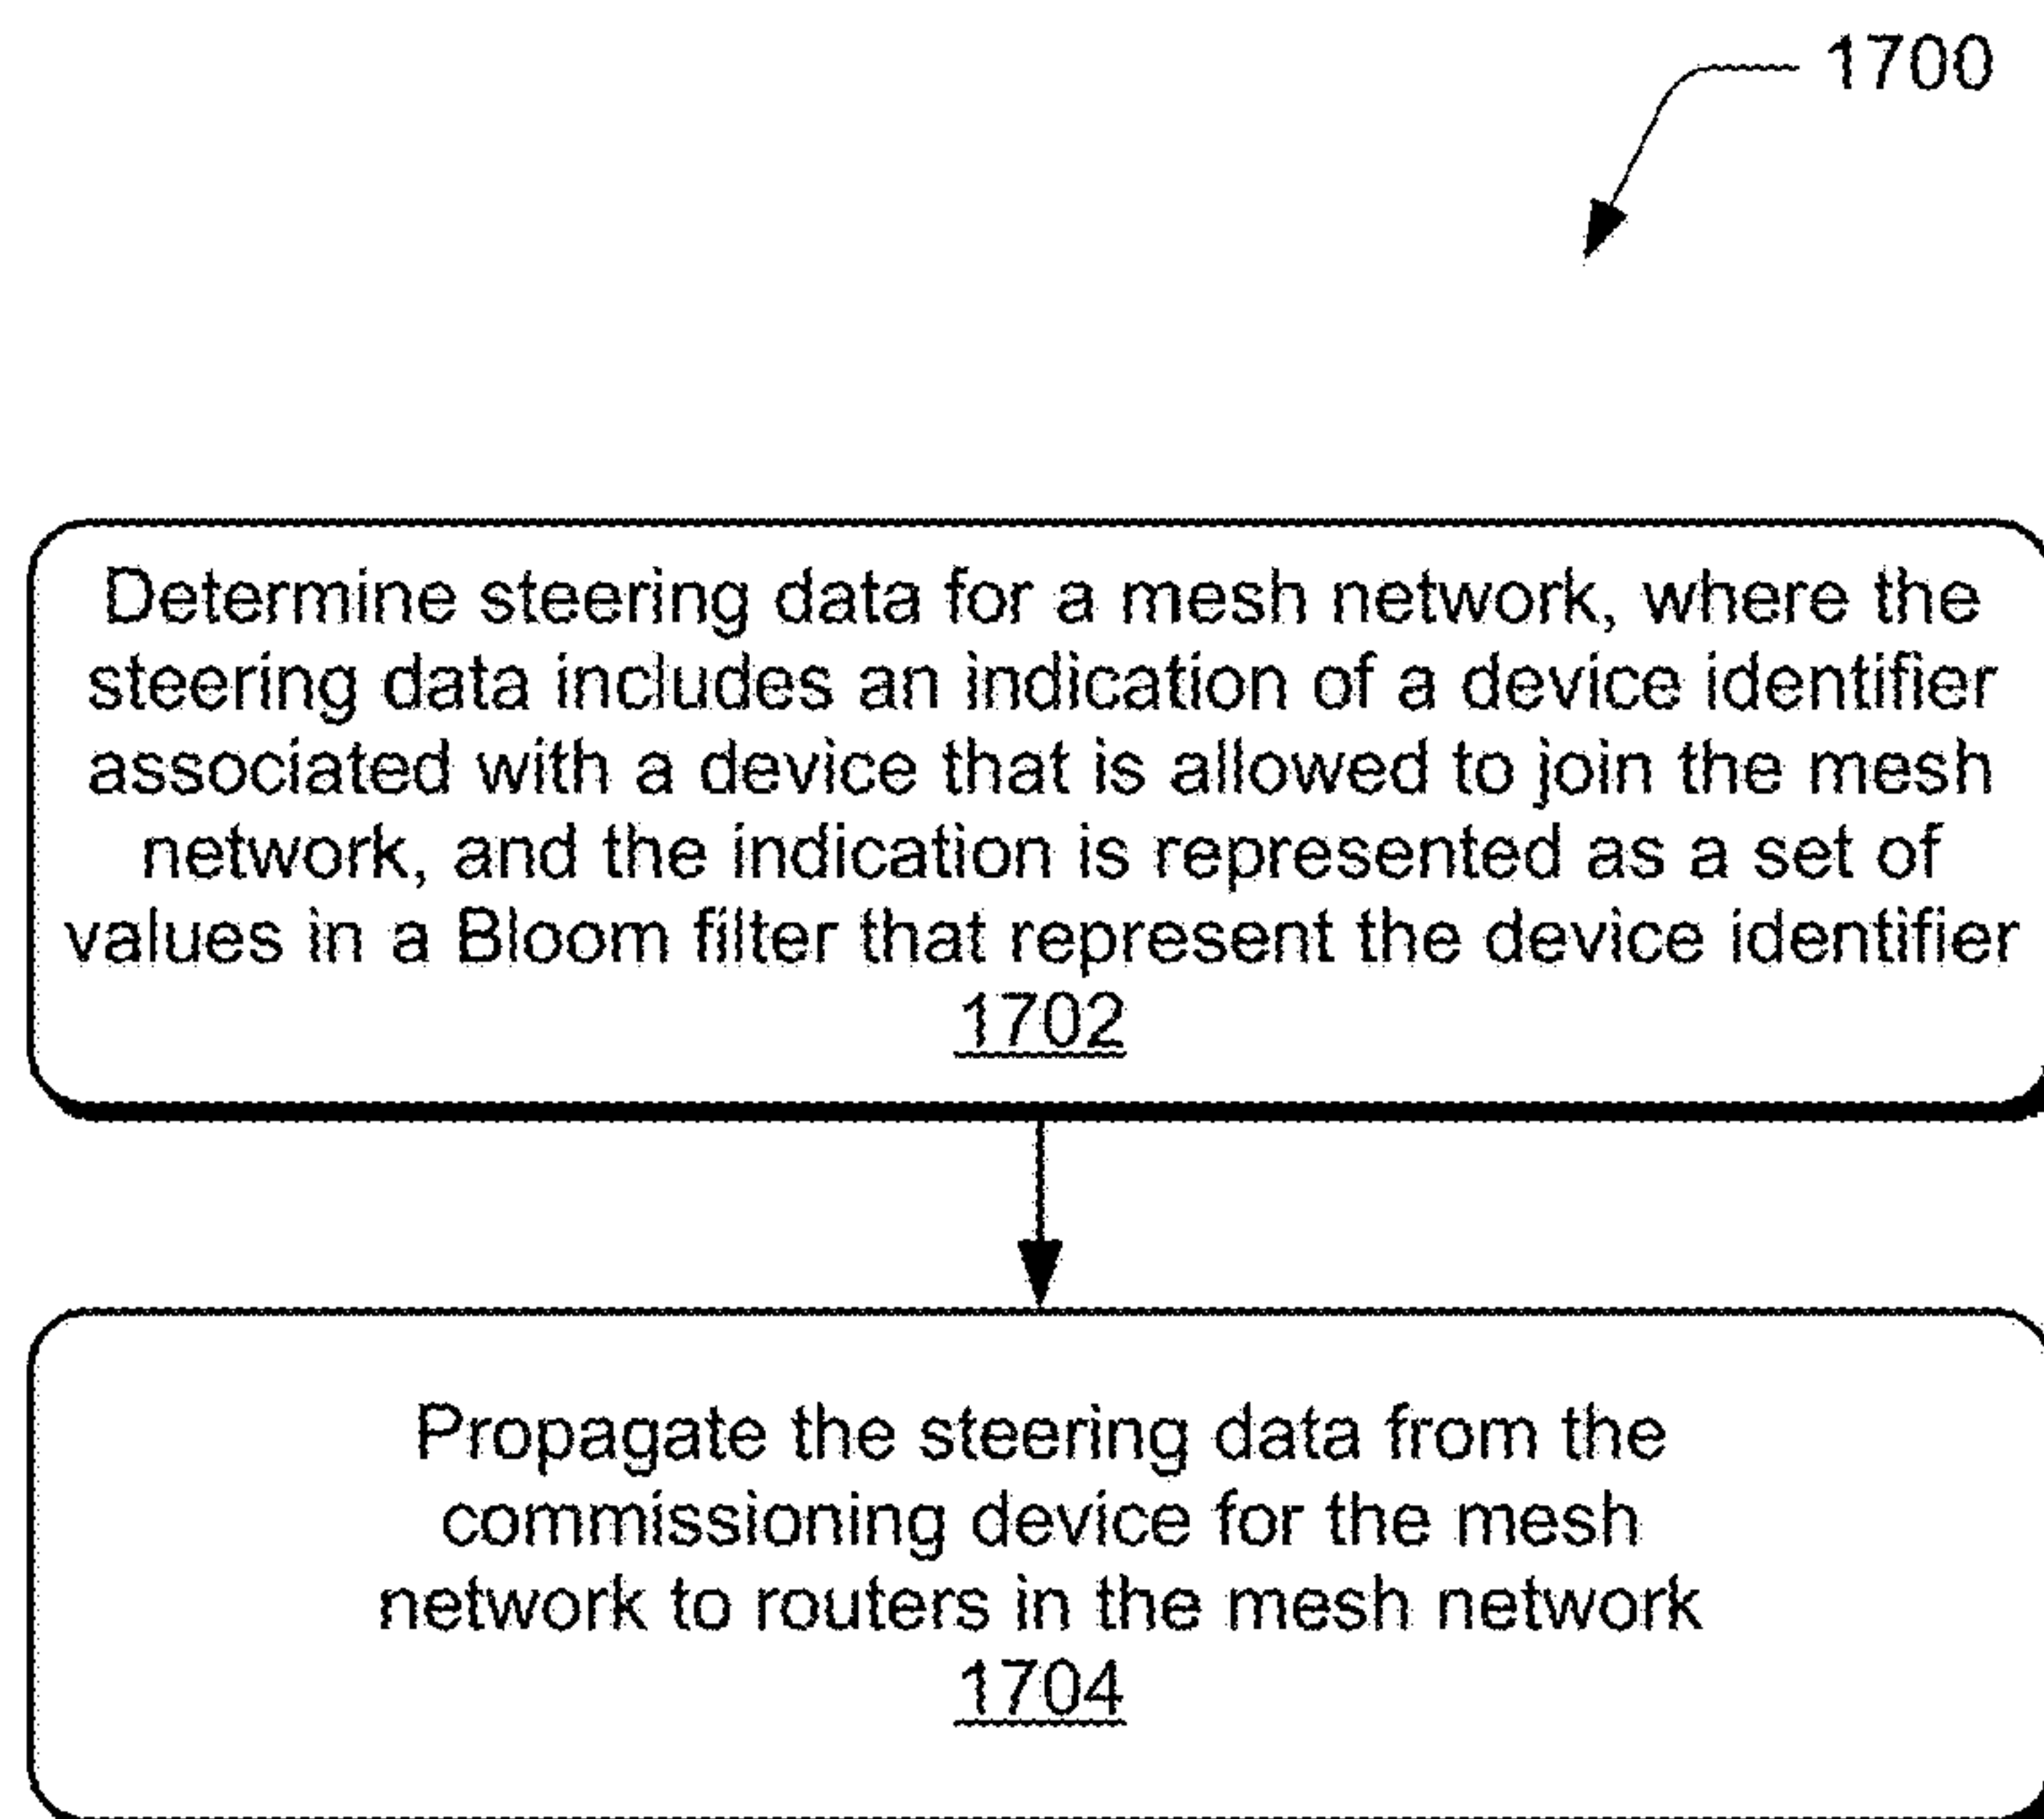 1700
Determine steering data for a mesh network, where the
steering data includes an indication of a device identifier
associated with a device that is allowed to join the mesh
network, and the indication is represented as a set of
values in a Bloom filter that represent the device identifier
1702
Propagate the steering data from the
commissioning device for the mesh
network to routers in the mesh network
1704